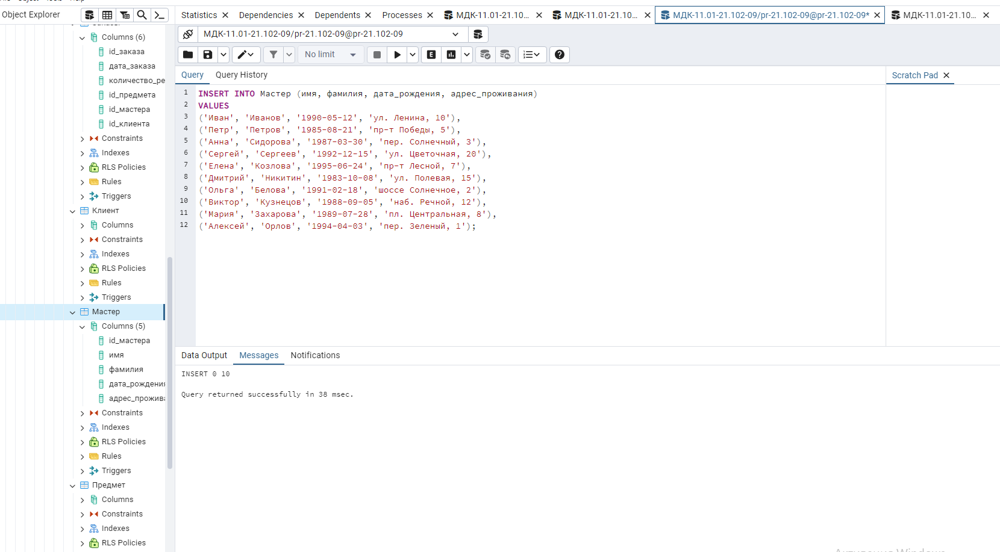 Object Explorer
Statistics
Dependencies
Dependents
Processes
МДК-11.01-21.10...
МДК-11.01-21.10...
МДК-11.01-21.102-09/pr-21.102-09@pr-21.102-09*
МДК-11.01-21.10...
МДК-11.01-21.102-09/pr-21.102-09@pr-21.102-09
No limit
Query
Query History
Scratch Pad
Columns (6)
id_заказа
дата_заказа
количество_ре
id_предмета
id_мастера
id_клиента
Constraints
Indexes
RLS Policies
Rules
Triggers
Клиент
Columns
Constraints
Indexes
RLS Policies
Rules
Triggers
Мастер
Columns (5)
id_мастера
имя
фамилия
дата_рождения
адрес_прожива
Constraints
Indexes
RLS Policies
Rules
Triggers
Предмет
Columns
Constraints
Indexes
RLS Policies
1 INSERT INTO Мастер (имя, фамилия, дата_рождения, адрес_проживания)
2 VALUES
3 ('Иван', 'Иванов', '1990-05-12', 'ул. Ленина, 10'),
4 ('Петр', 'Петров', '1985-08-21', 'пр-т Победы, 5'),
5 ('Анна', 'Сидорова', '1987-03-30', 'пер. Солнечный, 3'),
6 ('Сергей', 'Сергеев', '1992-12-15', 'ул. Цветочная, 20'),
7 ('Елена', 'Козлова', '1995-06-24', 'пр-т Лесной, 7'),
8 ('Дмитрий', 'Никитин', '1983-10-08', 'ул. Полевая, 15'),
9 ('Ольга', 'Белова', '1991-02-18', 'шоссе Солнечное, 2'),
10 ('Виктор', 'Кузнецов', '1988-09-05', 'наб. Речной, 12'),
11 ('Мария', 'Захарова', '1989-07-28', 'пл. Центральная, 8'),
12 ('Алексей', 'Орлов', '1994-04-03', 'пер. Зеленый, 1');
Data Output
Messages
Notifications
INSERT 0 10
Query returned successfully in 38 msec.